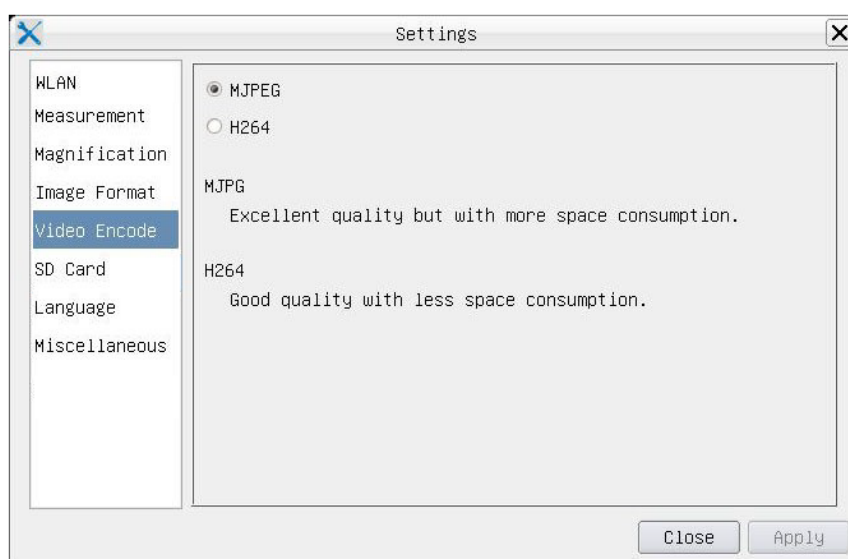 Settings
WLAN
Measurement
Magnification
Image Format
Video Encode
SD Card
Language
Miscellaneous
MJPEG
H264
MJPG
Excellent quality but with more space consumption.
H264
Good quality with less space consumption.
Close
Apply